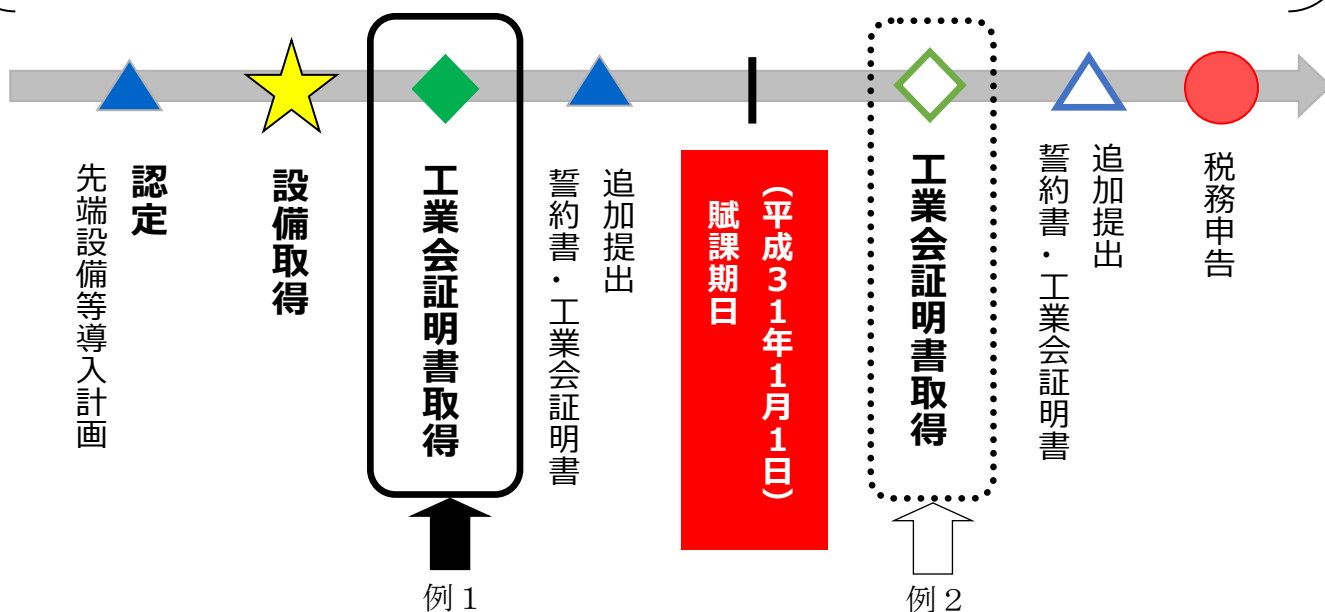 認定
先端設備等導入計画
設備取得
工業会証明書取得
追加提出
誓約書・工業会証明書
（平成３１年１月１日）
賦課期日
工業会証明書取得
追加提出
誓約書・工業会証明書
税務申告
例１
例２